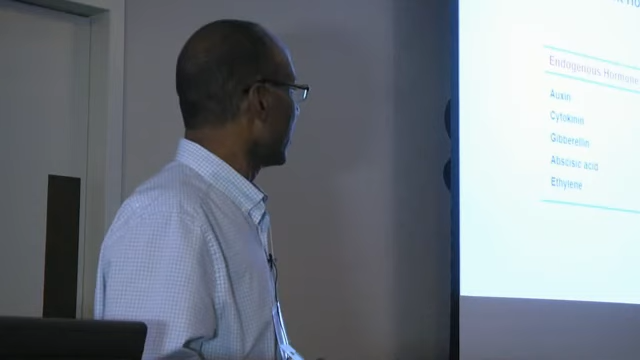 Endogenous Hormone
Auxin
Cytokinin
Gibberellin
Abscisic acid
Ethylene